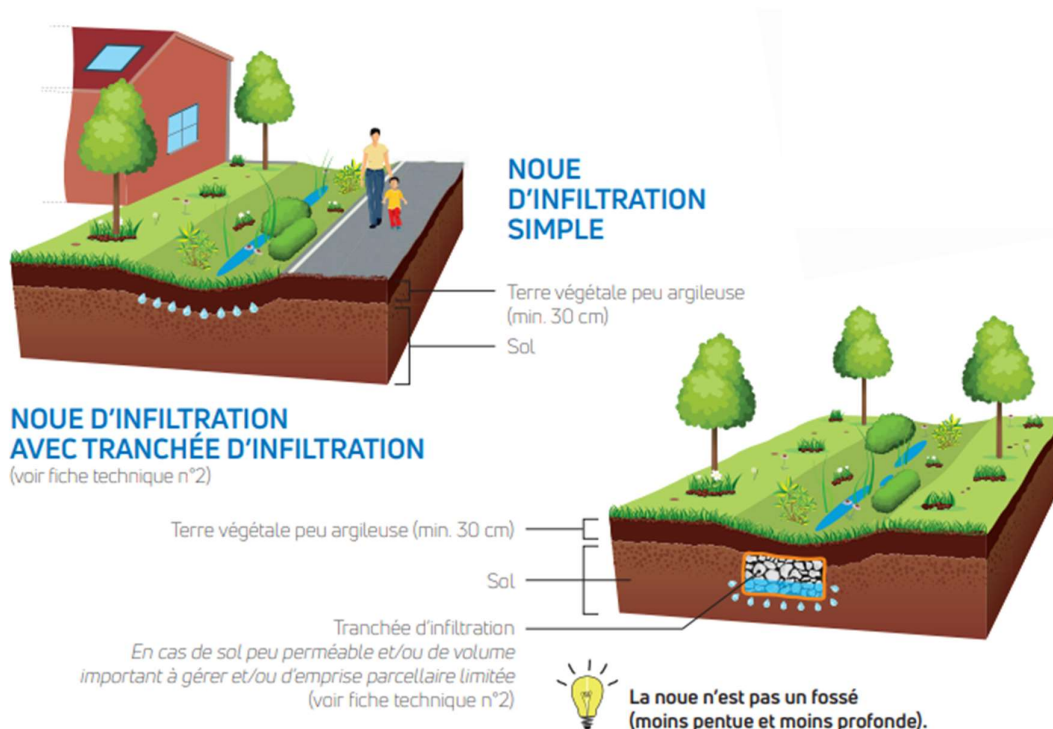 NOUE
D'INFILTRATION
SIMPLE
Terre végétale peu argileuse
(min. 30 cm)
Sol
NOUE D'INFILTRATION
AVEC TRANCHÉE D'INFILTRATION
(voir fiche technique n°2)
Terre végétale peu argileuse (min. 30 cm)
Sol
Tranchée d'infiltration
En cas de sol peu perméable et/ou de volume
important à gérer et/ou d'emprise parcellaire limitée
(voir fiche technique n°2)
La noue n'est pas un fossé
(moins pentue et moins profonde).